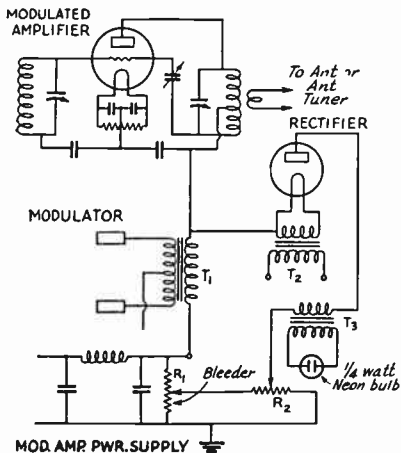 MODULATED
AMPLIFIER
To Ant or
Ant
Tuner
RECTIFIER
MODULATOR
T1
T2
T3
R1
Bleeder
R2
1/4 watt
Neon bulb
MOD. AMP. PWR. SUPPLY